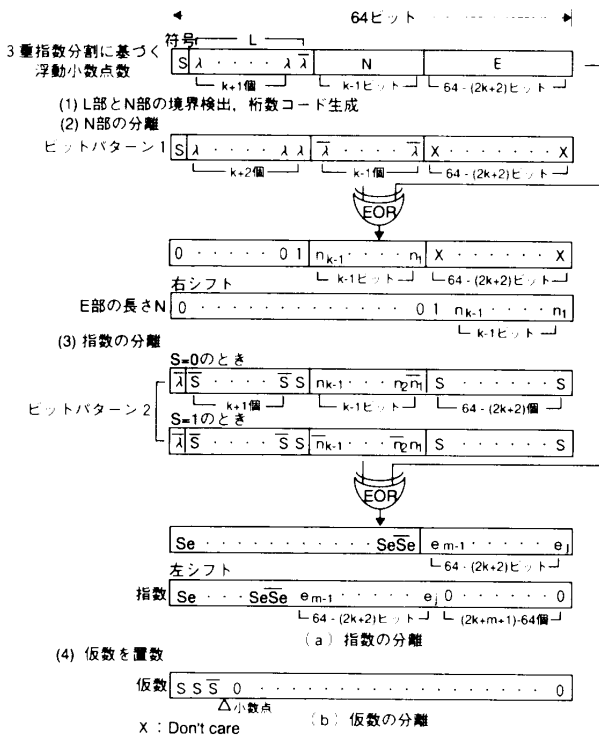 64ビット
符号 L
3重指数分割に基づく
浮動小数点数
S λ · · · · λ λ̅ N E
k+1個 k-1ビット 64 - (2k+2)ビット
(1) L部とN部の境界検出，桁数コード生成
(2) N部の分離
ビットパターン1 S λ · · · · λ λ λ̅ · · · · λ̅ X · · · · · · X
k+2個 k-1個 64 - (2k+2)ビット
EOR
0 · · · · · 0 1 n_{k-1} · · · · n_1 X · · · · · · X
k-1ビット 64-(2k+2)ビット
右シフト
E部の長さN 0 · · · · · · · · · · · · 0 1 n_{k-1} · · · · n_1
k-1ビット
(3) 指数の分離
S=0のとき
ビットパターン2
λ̅ S̅ · · · · S̅ S n_{k-1} · · · n_2 n̅_1 S · · · · · · S
k+1個 k-1ビット 64 - (2k+2)個
S=1のとき
λ̅ S̅ · · · · S̅ S n̅_{k-1} · · · n̅_2 n_1 S · · · · · · S
EOR
Se · · · · · · · · · · Se S̅e̅ e_{m-1} · · · · · e_j
64 - (2k+2)ビット
左シフト
指数 Se · · · Se S̅e̅ e_{m-1} · · · · · · e_j 0 · · · · · 0
64 - (2k+2)ビット (2k+m+1)-64個
(a) 指数の分離
(4) 仮数を置数
仮数 S S S̅ 0 · · · · · · · · · · · · · · · · · · 0
△小数点
(b) 仮数の分離
X : Don't care